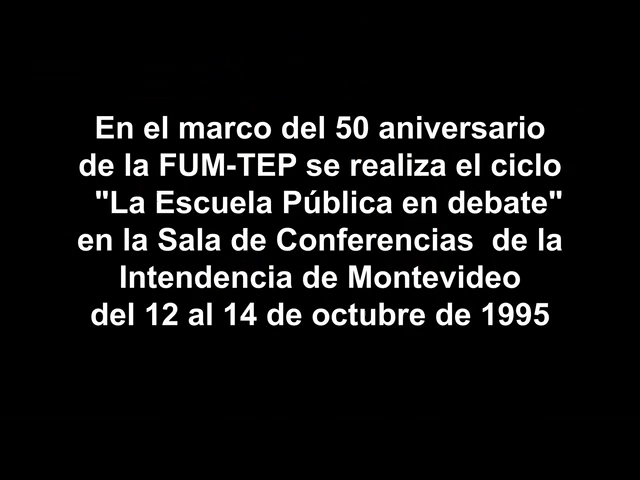 En el marco del 50 aniversario
de la FUM-TEP se realiza el ciclo
"La Escuela Pública en debate"
en la Sala de Conferencias  de la
Intendencia de Montevideo
del 12 al 14 de octubre de 1995